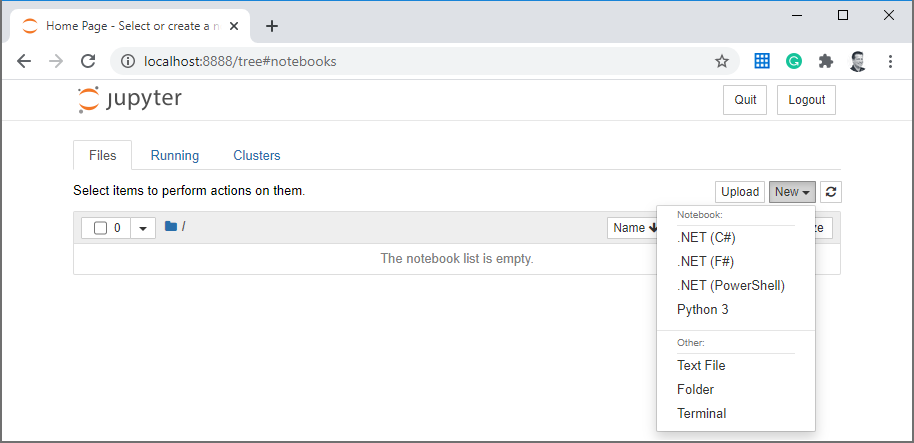 Home Page - Select or create a n
localhost:8888/tree#notebooks
jupyter
Quit Logout
Files Running Clusters
Select items to perform actions on them.
Upload New
0 / Name
Notebook:
.NET (C#)
The notebook list is empty.
.NET (F#)
.NET (PowerShell)
Python 3
Other:
Text File
Folder
Terminal